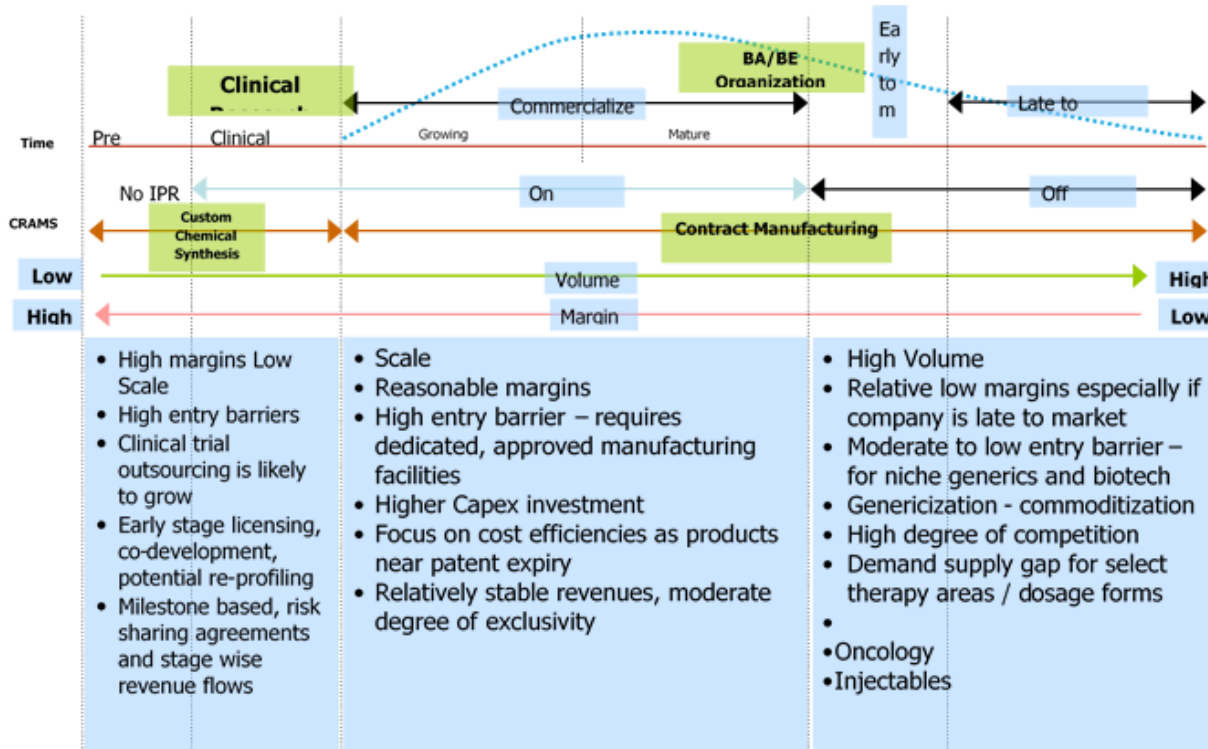 Clinical
BA/BE
Organization
Ea
rly
to
m
Commercialize
Late to
Time
Pre
Clinical
Growing
Mature
No IPR
On
Off
CRAMS
Custom
Chemical
Synthesis
Contract Manufacturing
Low
Volume
High
High
Margin
Low
• High margins Low
Scale
• High entry barriers
• Clinical trial
outsourcing is likely
to grow
• Early stage licensing,
co-development,
potential re-profiling
• Milestone based, risk
sharing agreements
and stage wise
revenue flows
• Scale
• Reasonable margins
• High entry barrier – requires
dedicated, approved manufacturing
facilities
• Higher Capex investment
• Focus on cost efficiencies as products
near patent expiry
• Relatively stable revenues, moderate
degree of exclusivity
• High Volume
• Relative low margins especially if
company is late to market
• Moderate to low entry barrier –
for niche generics and biotech
• Genericization - commoditization
• High degree of competition
• Demand supply gap for select
therapy areas / dosage forms
•
•Oncology
•Injectables